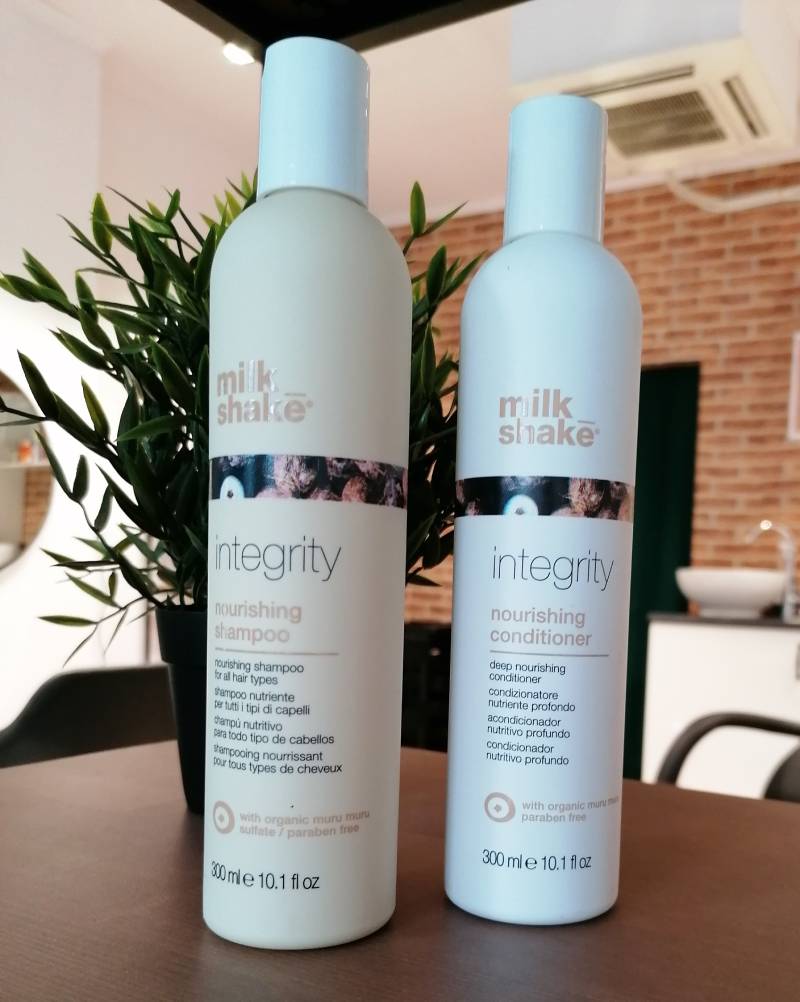 milk_
shake®
integrity
nourishing
shampoo
nourishing shampoo
for all hair types
shampoo nutriente
per tutti i tipi di capelli
champú nutritivo
para todo tipo de cabellos
shampooing nourrissant
pour tous types de cheveux
with organic muru muru
sulfate / paraben free
300 ml e 10.1 fl oz
milk_
shake®
integrity
nourishing
conditioner
deep nourishing
conditioner
condizionatore
nutriente profondo
acondicionador
nutritivo profundo
condicionador
nutritivo profundo
with organic muru muru
paraben free
300 ml e 10.1 fl oz